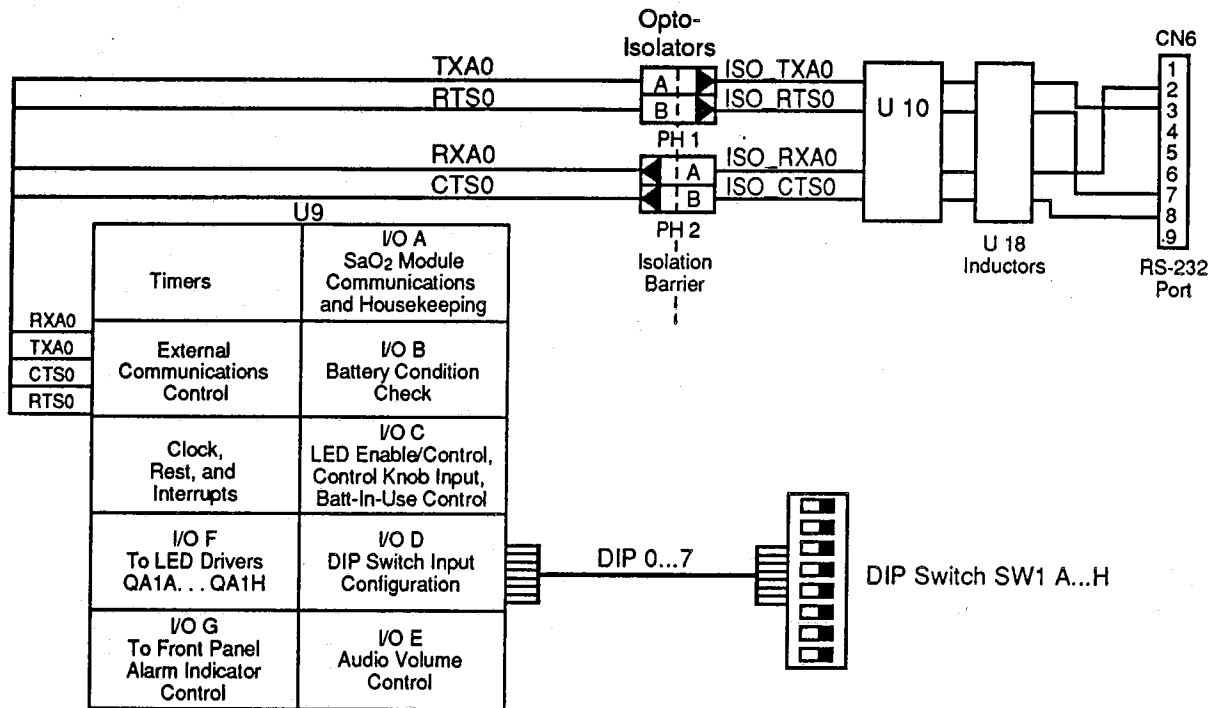 Opto-
Isolators
CN6
TXA0
A
ISO_TXA0
RTS0
B
ISO_RTS0
PH 1
RXA0
A
ISO_RXA0
CTS0
B
ISO_CTS0
PH 2
Isolation
Barrier
U 10
U 18
Inductors
1
2
3
4
5
6
7
8
.9
RS-232
Port
U9
Timers
I/O A
SaO2 Module
Communications
and Housekeeping
RXA0
TXA0
CTS0
RTS0
External
Communications
Control
I/O B
Battery Condition
Check
Clock,
Rest, and
Interrupts
I/O C
LED Enable/Control,
Control Knob Input,
Batt-In-Use Control
I/O F
To LED Drivers
QA1A. . . QA1H
I/O D
DIP Switch Input
Configuration
DIP 0...7
DIP Switch SW1 A...H
I/O G
To Front Panel
Alarm Indicator
Control
I/O E
Audio Volume
Control